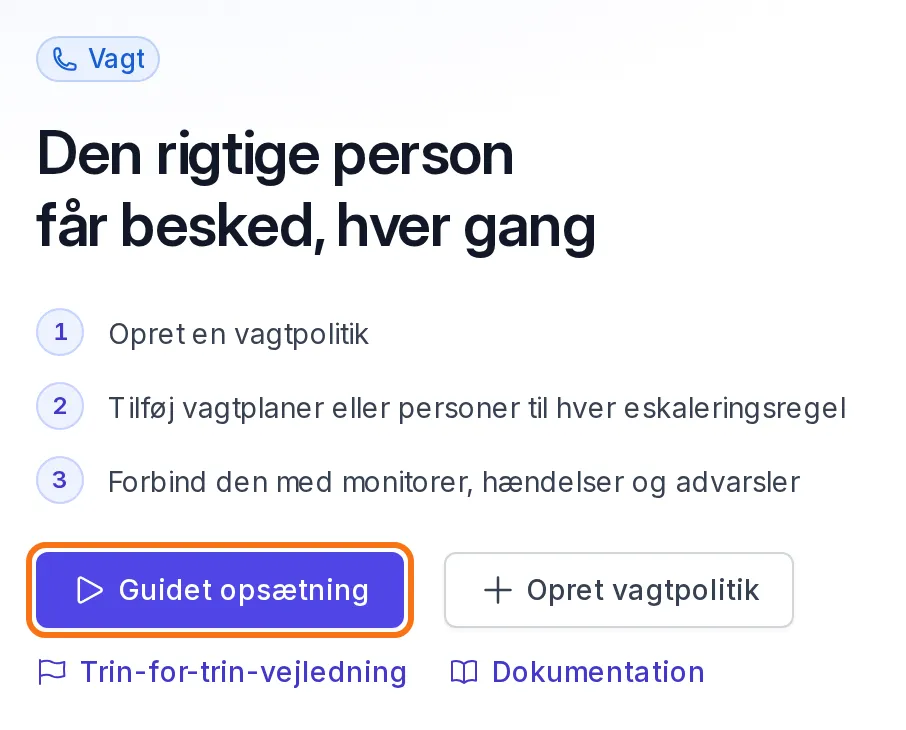 Vagt
Den rigtige person
får besked, hver gang
1 Opret en vagtpolitik
2 Tilføj vagtplaner eller personer til hver eskaleringsregel
3 Forbind den med monitorer, hændelser og advarsler
Guidet opsætning
Opret vagtpolitik
Trin-for-trin-vejledning
Dokumentation